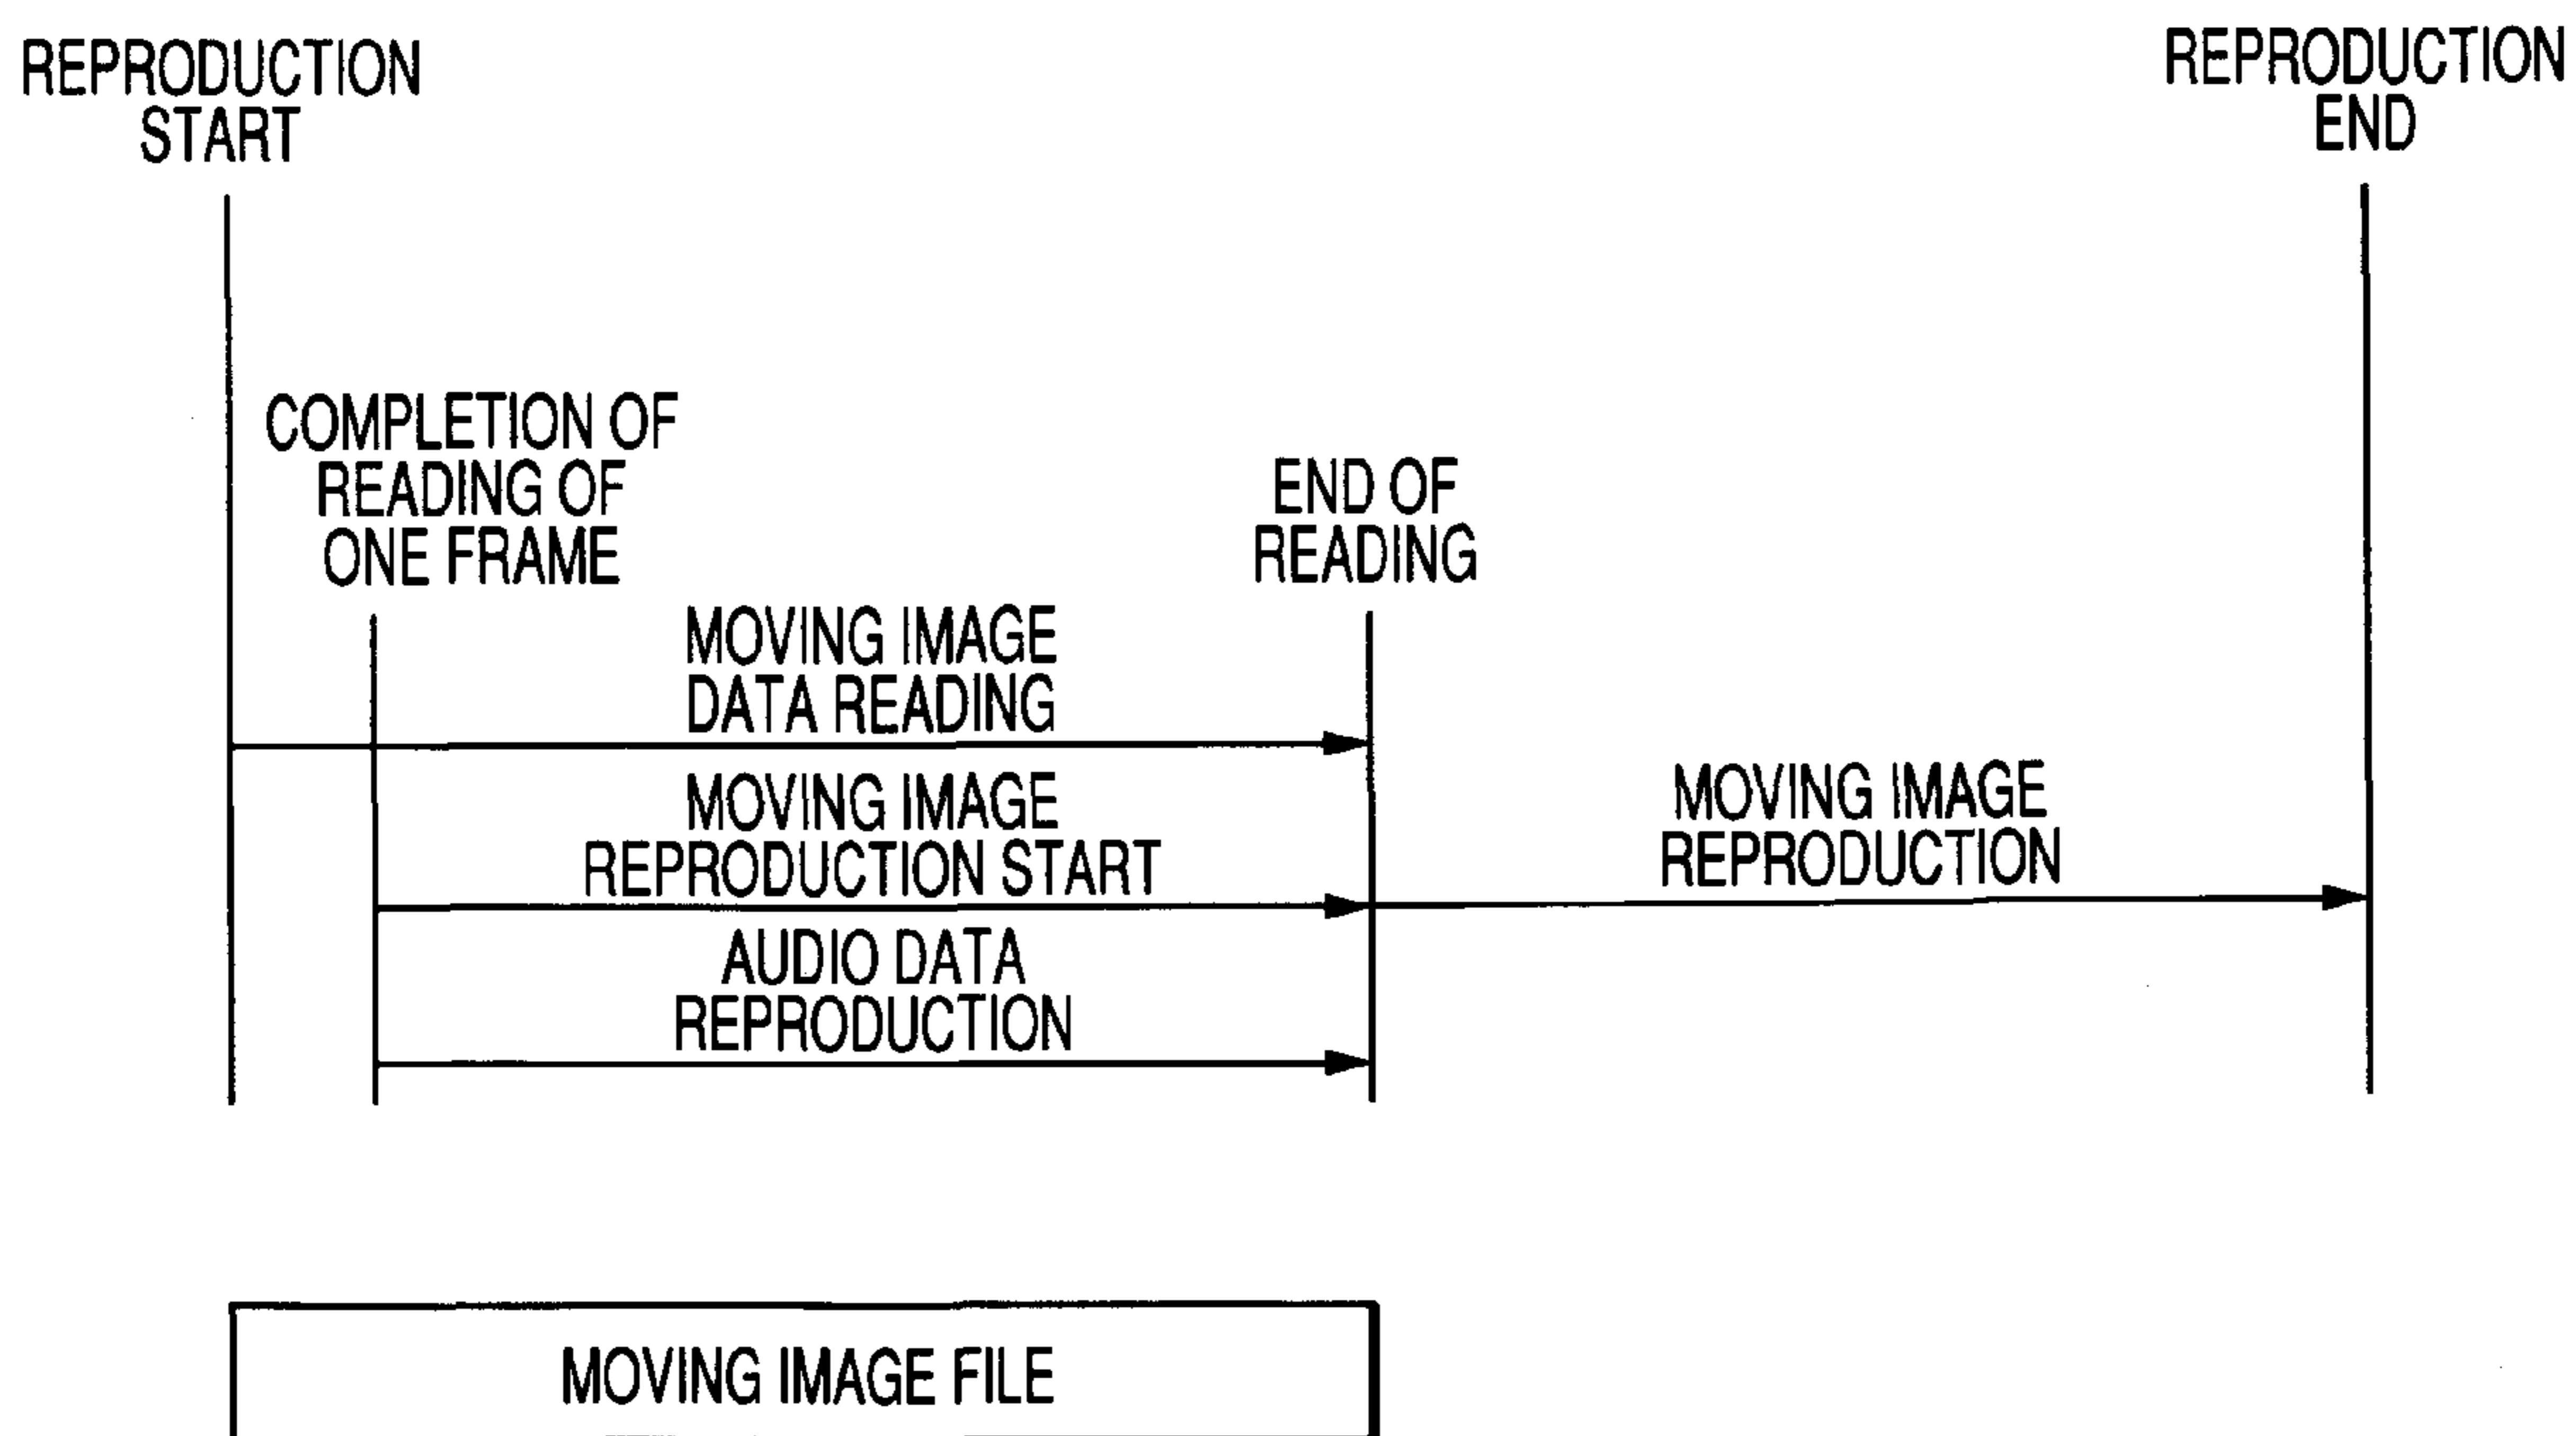 REPRODUCTION
START
REPRODUCTION
END
COMPLETION OF
READING OF
ONE FRAME
END OF
READING
MOVING IMAGE
DATA READING
MOVING IMAGE
REPRODUCTION START
MOVING IMAGE
REPRODUCTION
AUDIO DATA
REPRODUCTION
MOVING IMAGE FILE